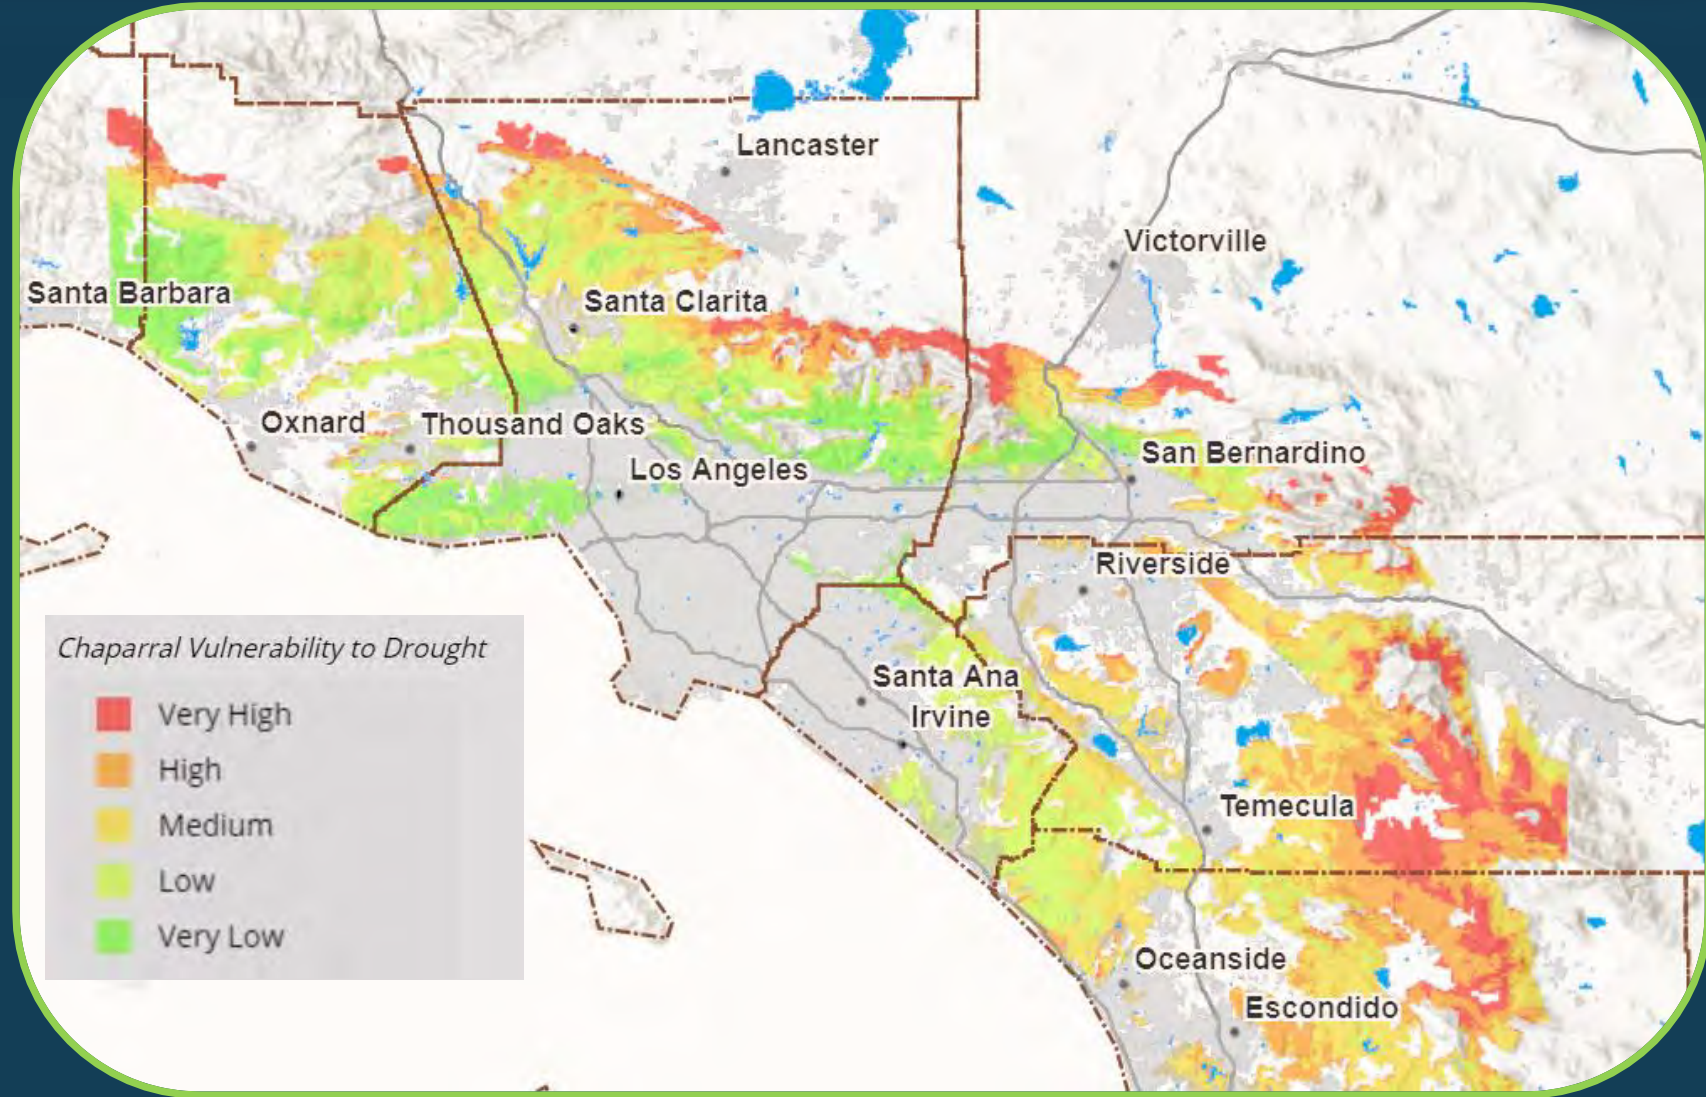 Lancaster
Victorville
Santa Barbara
Santa Clarita
Oxnard
Thousand Oaks
Los Angeles
San Bernardino
Riverside
Santa Ana
Irvine
Temecula
Oceanside
Escondido
Chaparral Vulnerability to Drought
Very High
High
Medium
Low
Very Low